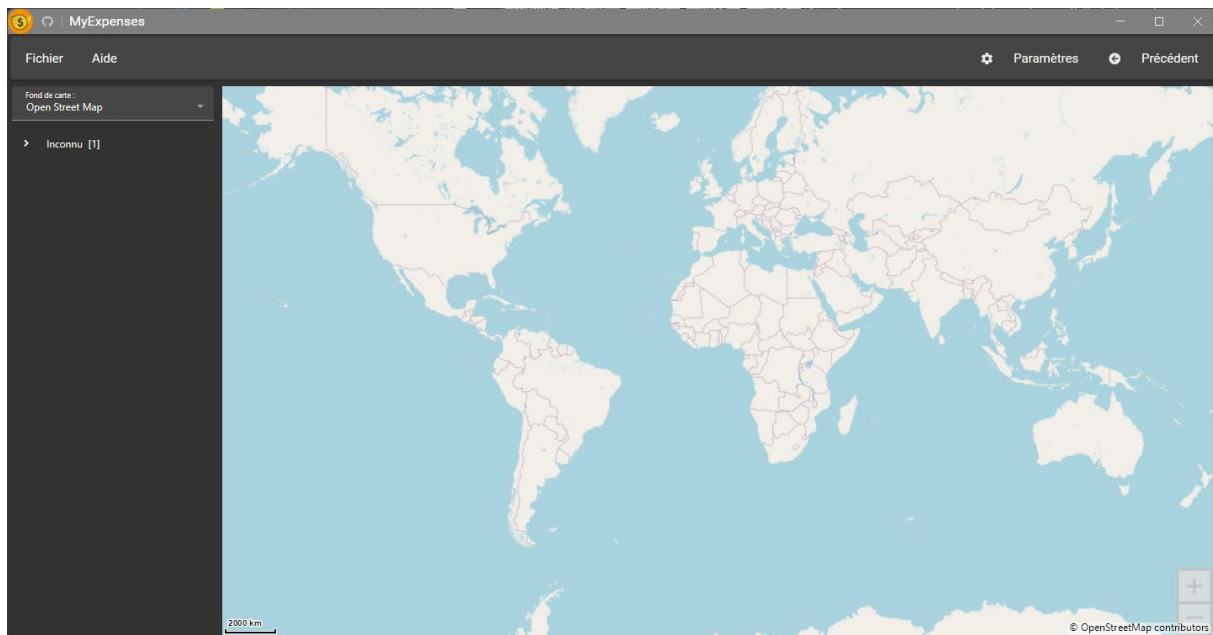 MyExpenses
Fichier Aide Paramètres Précédent
Fond de carte :
Open Street Map
Inconnu [1]
2000 km
© OpenStreetMap contributors